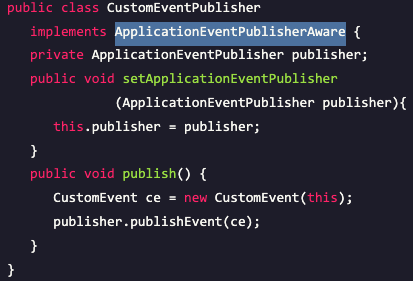 public class CustomEventPublisher
   implements ApplicationEventPublisherAware {
   private ApplicationEventPublisher publisher;
   public void setApplicationEventPublisher
              (ApplicationEventPublisher publisher){
      this.publisher = publisher;
   }
   public void publish() {
      CustomEvent ce = new CustomEvent(this);
      publisher.publishEvent(ce);
   }
}